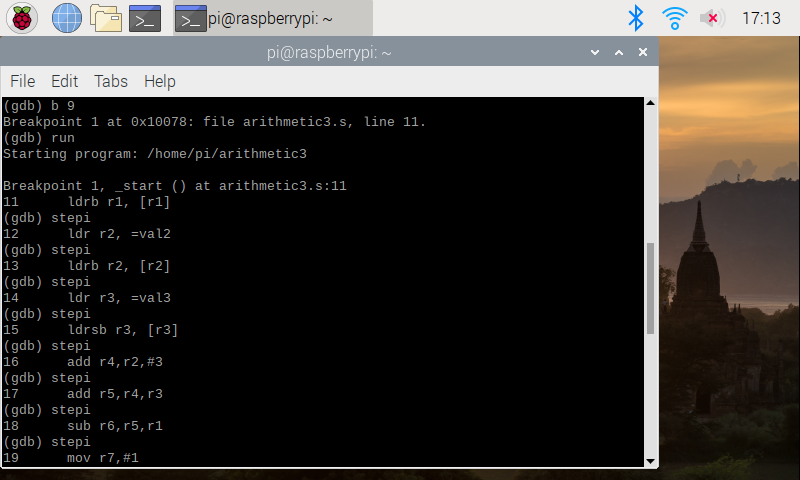 pi@raspberrypi: ~
17:13
pi@raspberrypi: ~
File Edit Tabs Help
(gdb) b 9
Breakpoint 1 at 0x10078: file arithmetic3.s, line 11.
(gdb) run
Starting program: /home/pi/arithmetic3
Breakpoint 1, _start () at arithmetic3.s:11
11      ldrb r1, [r1]
(gdb) stepi
12      ldr r2, =val2
(gdb) stepi
13      ldrb r2, [r2]
(gdb) stepi
14      ldr r3, =val3
(gdb) stepi
15      ldrsb r3, [r3]
(gdb) stepi
16      add r4,r2,#3
(gdb) stepi
17      add r5,r4,r3
(gdb) stepi
18      sub r6,r5,r1
(gdb) stepi
19      mov r7,#1